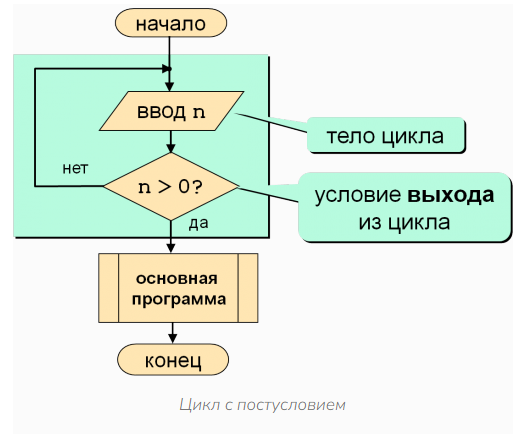 начало
ввод n
тело цикла
нет
n > 0?
условие выхода
из цикла
да
основная
программа
конец
Цикл с постусловием